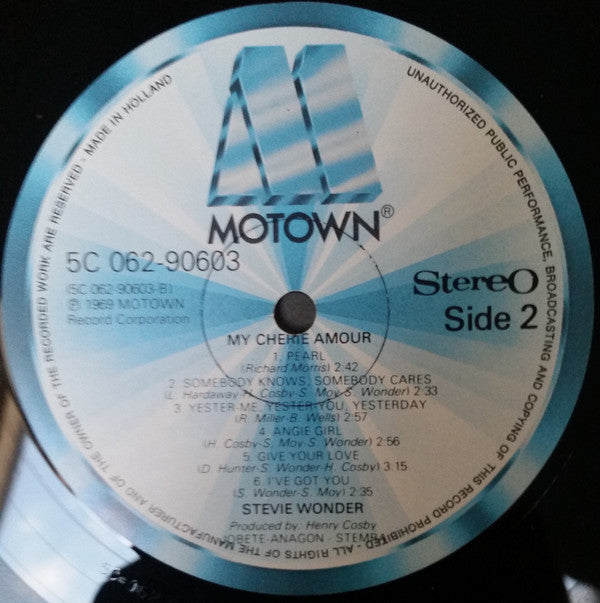 MOTOWN®
5C 062-90603
(5C 062-90603-B)
℗ 1969 MOTOWN
Record Corporation
Stereo
Side 2
MY CHERIE AMOUR
1. PEARL
(Richard Morris) 2:42
2. SOMEBODY KNOWS, SOMEBODY CARES
(L. Hardaway-H. Cosby-S. Moy-S. Wonder) 2:33
3. YESTER-ME, YESTER-YOU, YESTERDAY
(R. Miller-B. Wells) 2:57
4. ANGIE GIRL
(H. Cosby-S. Moy-S. Wonder) 2:56
5. GIVE YOUR LOVE
(D. Hunter-S. Wonder-H. Cosby) 3.15
6. I'VE GOT YOU
(S. Wonder-S. Moy) 2:35
STEVIE WONDER
Produced by: Henry Cosby
JOBETE-ANAGON - STEMRA
UNAUTHORIZED PUBLIC PERFORMANCE, BROADCASTING AND COPYING OF THIS RECORD PROHIBITED - ALL RIGHTS OF THE MANUFACTURER AND OF THE OWNER OF THE RECORDED WORK ARE RESERVED - MADE IN HOLLAND